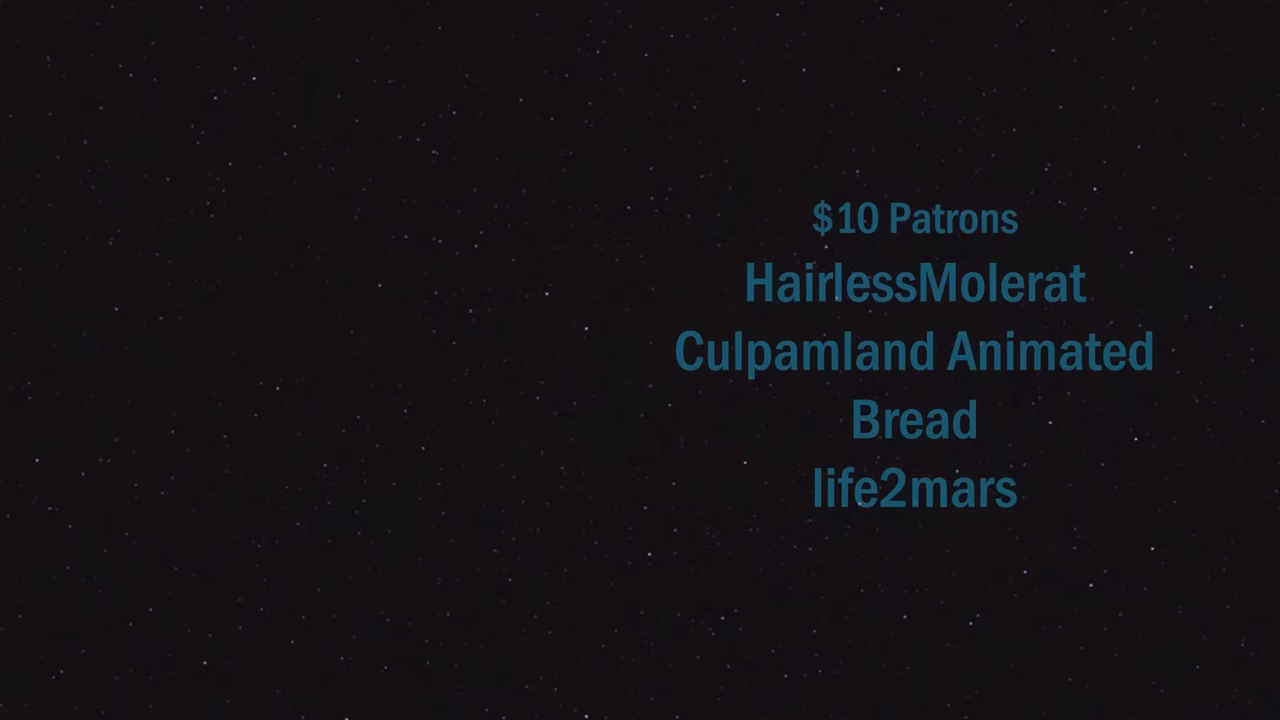 $10 Patrons
HairlessMolerat
Culpamland Animated
Bread
life2mars